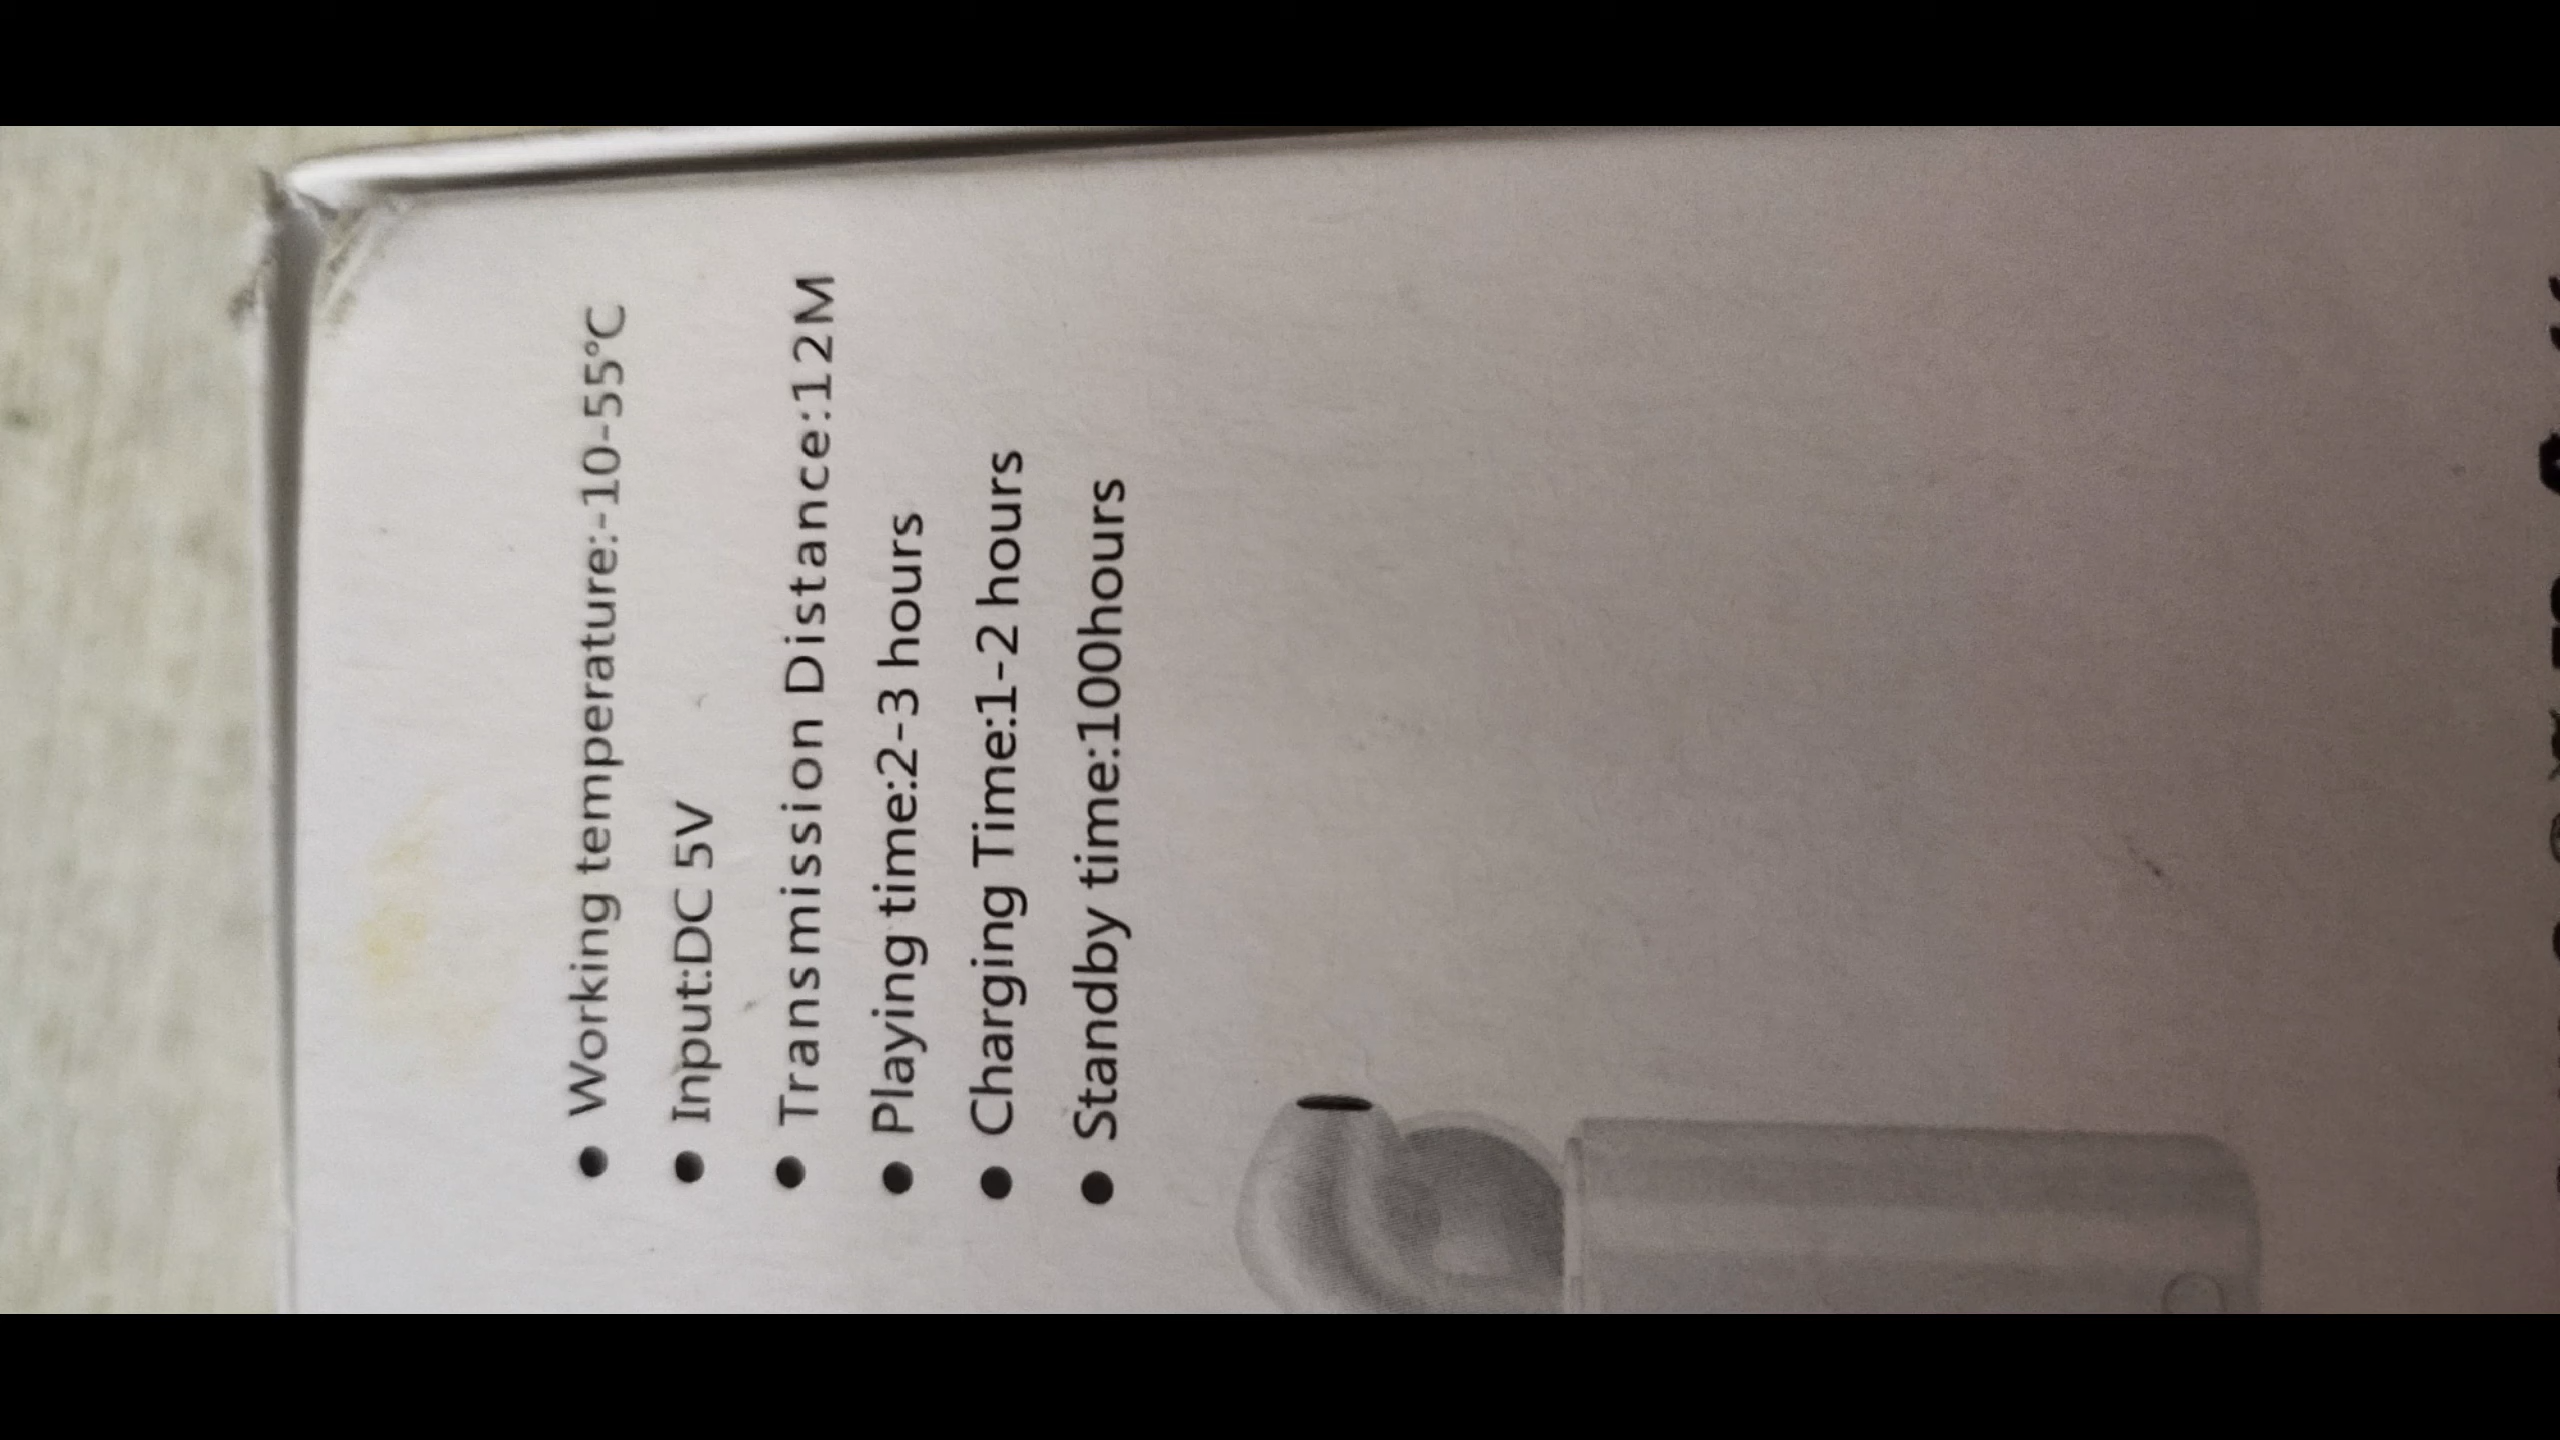 ● Working temperature:-10-55℃
● Input:DC 5V
● Transmission Distance:12M
● Playing time:2-3 hours
● Charging Time:1-2 hours
● Standby time:100hours